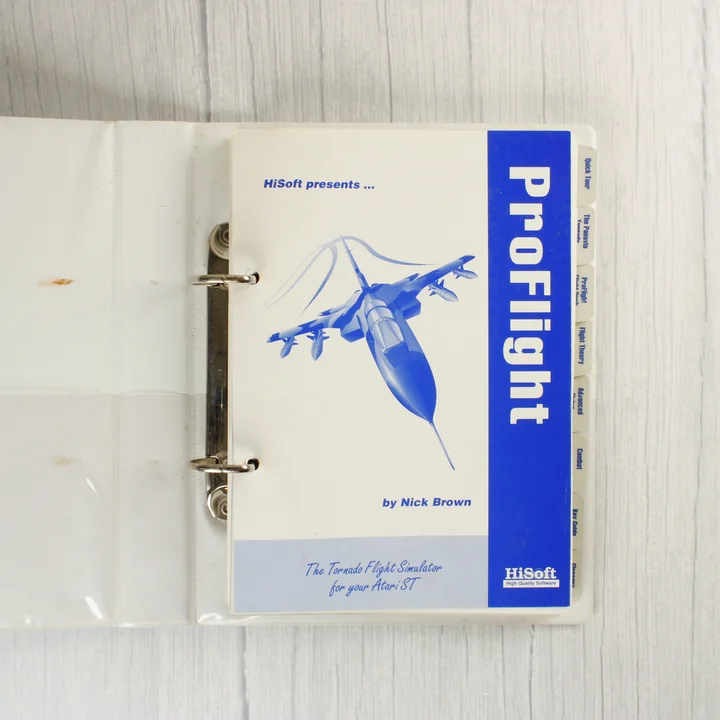 HiSoft presents ...
ProFlight
by Nick Brown
The Tornado Flight Simulator
for your Atari ST
HiSoft
High Quality Software
Quick Tour
The Panavia
Tornado
ProFlight
Flight Theory
Advanced
Combat
Key Guide